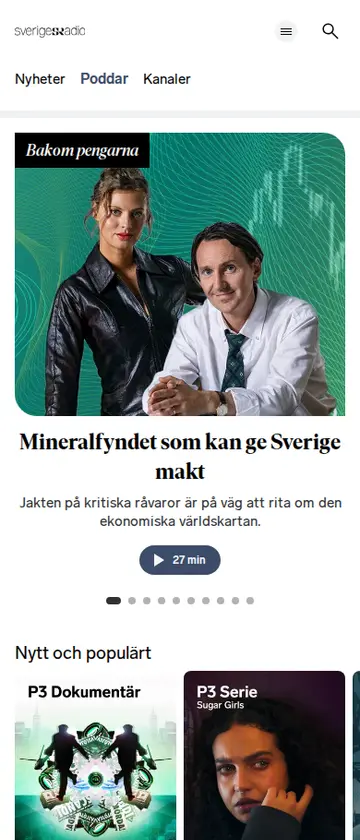 sverigesradio
Nyheter
Poddar
Kanaler
Bakom pengarna
Mineralfyndet som kan ge Sverige
makt
Jakten på kritiska råvaror är på väg att rita om den
ekonomiska världskartan.
27 min
Nytt och populärt
P3 Dokumentär
P3 Serie
Sugar Girls